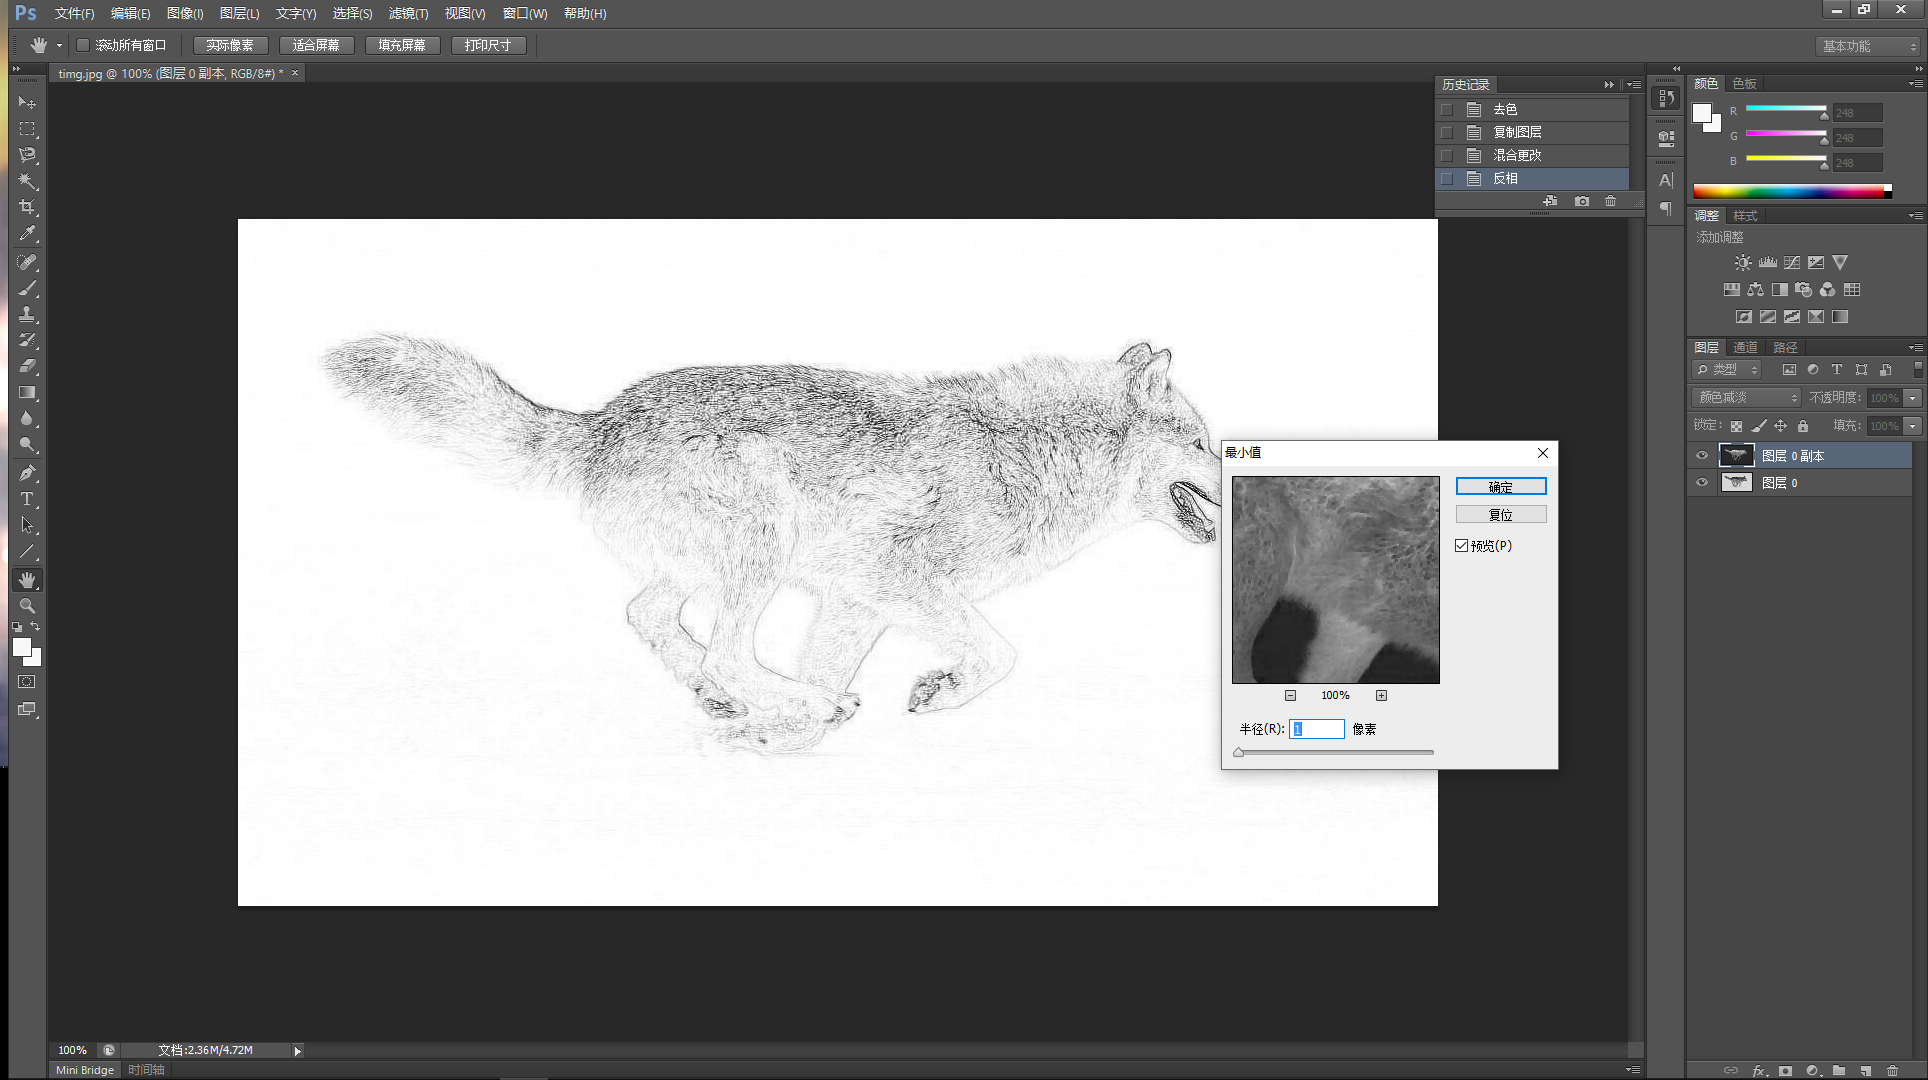 Ps 文件(F) 编辑(E) 图像(I) 图层(L) 文字(Y) 选择(S) 滤镜(T) 视图(V) 窗口(W) 帮助(H)
滚动所有窗口 实际像素 适合屏幕 填充屏幕 打印尺寸 基本功能
timg.jpg @ 100% (图层 0 副本, RGB/8#) * ×
历史记录
去色
复制图层
混合更改
反相
颜色 色板
R 248
G 248
B 248
调整 样式
添加调整
图层 通道 路径
类型
颜色减淡 不透明度: 100%
锁定: 填充: 100%
图层 0 副本
图层 0
最小值
确定
复位
预览(P)
100%
半径(R): 1 像素
100% 文档:2.36M/4.72M
Mini Bridge 时间轴